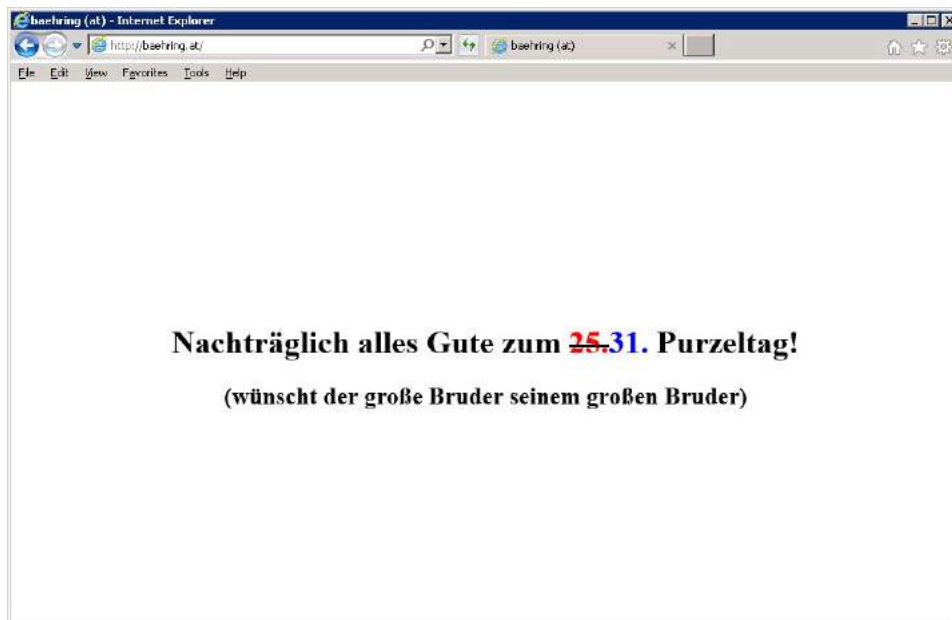 baehring (at) - Internet Explorer
http://baehring.at/
baehring (at)
File Edit View Favorites Tools Help
Nachträglich alles Gute zum 25.31. Purzeltag!
(wünscht der große Bruder seinem großen Bruder)